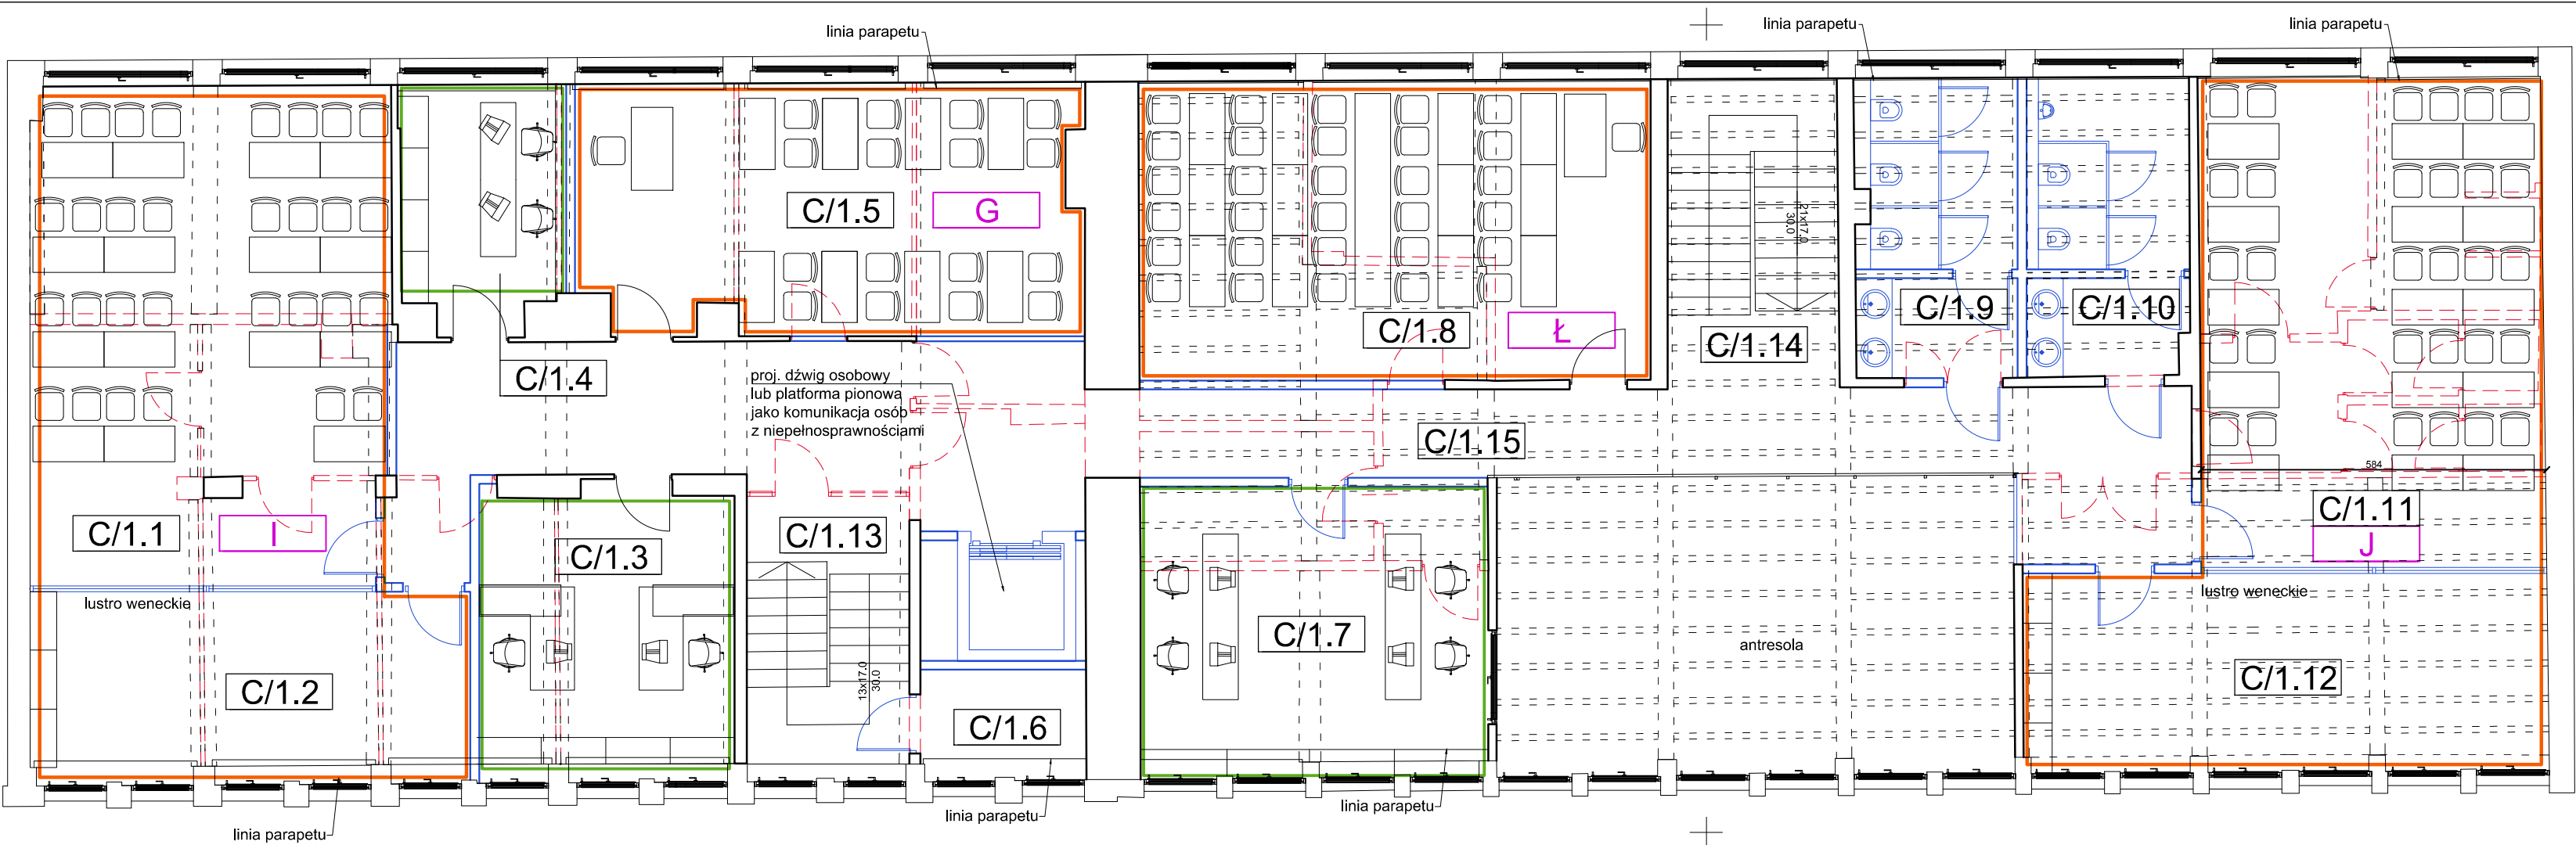 linia parapetu
linia parapetu
linia parapetu
C/1.5
G
21x17.0
30.0
C/1.8
Ł
C/1.14
C/1.9
C/1.10
C/1.4
proj. dźwig osobowy
lub platforma pionowa
jako komunikacja osób
z niepełnosprawnościami
C/1.15
584
C/1.1
I
C/1.3
C/1.13
C/1.11
J
lustro weneckie
lustro weneckie
C/1.7
antresola
C/1.2
13x17.0
30.0
C/1.6
C/1.12
linia parapetu
linia parapetu
linia parapetu